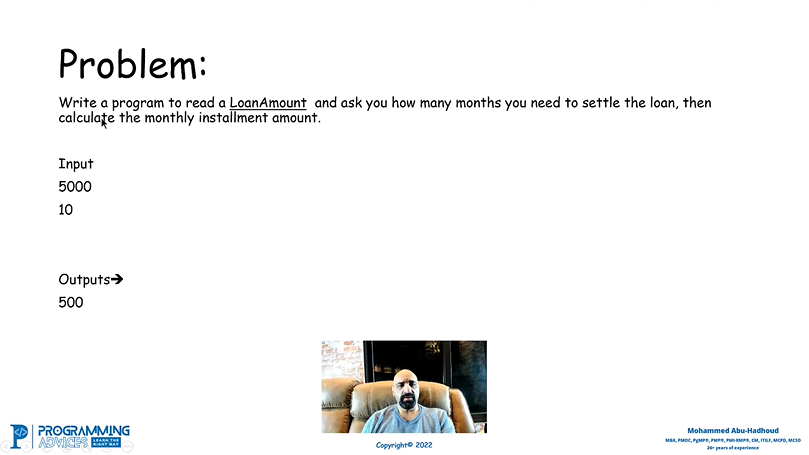 Problem:
Write a program to read a LoanAmount and ask you how many months you need to settle the loan, then
calculate the monthly installment amount.
Input
5000
10
Outputs➔
500
PROGRAMMING
ADVICES LEARN THE RIGHT WAY
Copyright© 2022
Mohammed Abu-Hadhoud
MBA, PMOC, PgMP®, PMP®, PMI-RMP®, CM, ITILF, MCPD, MCSD
26+ years of experience